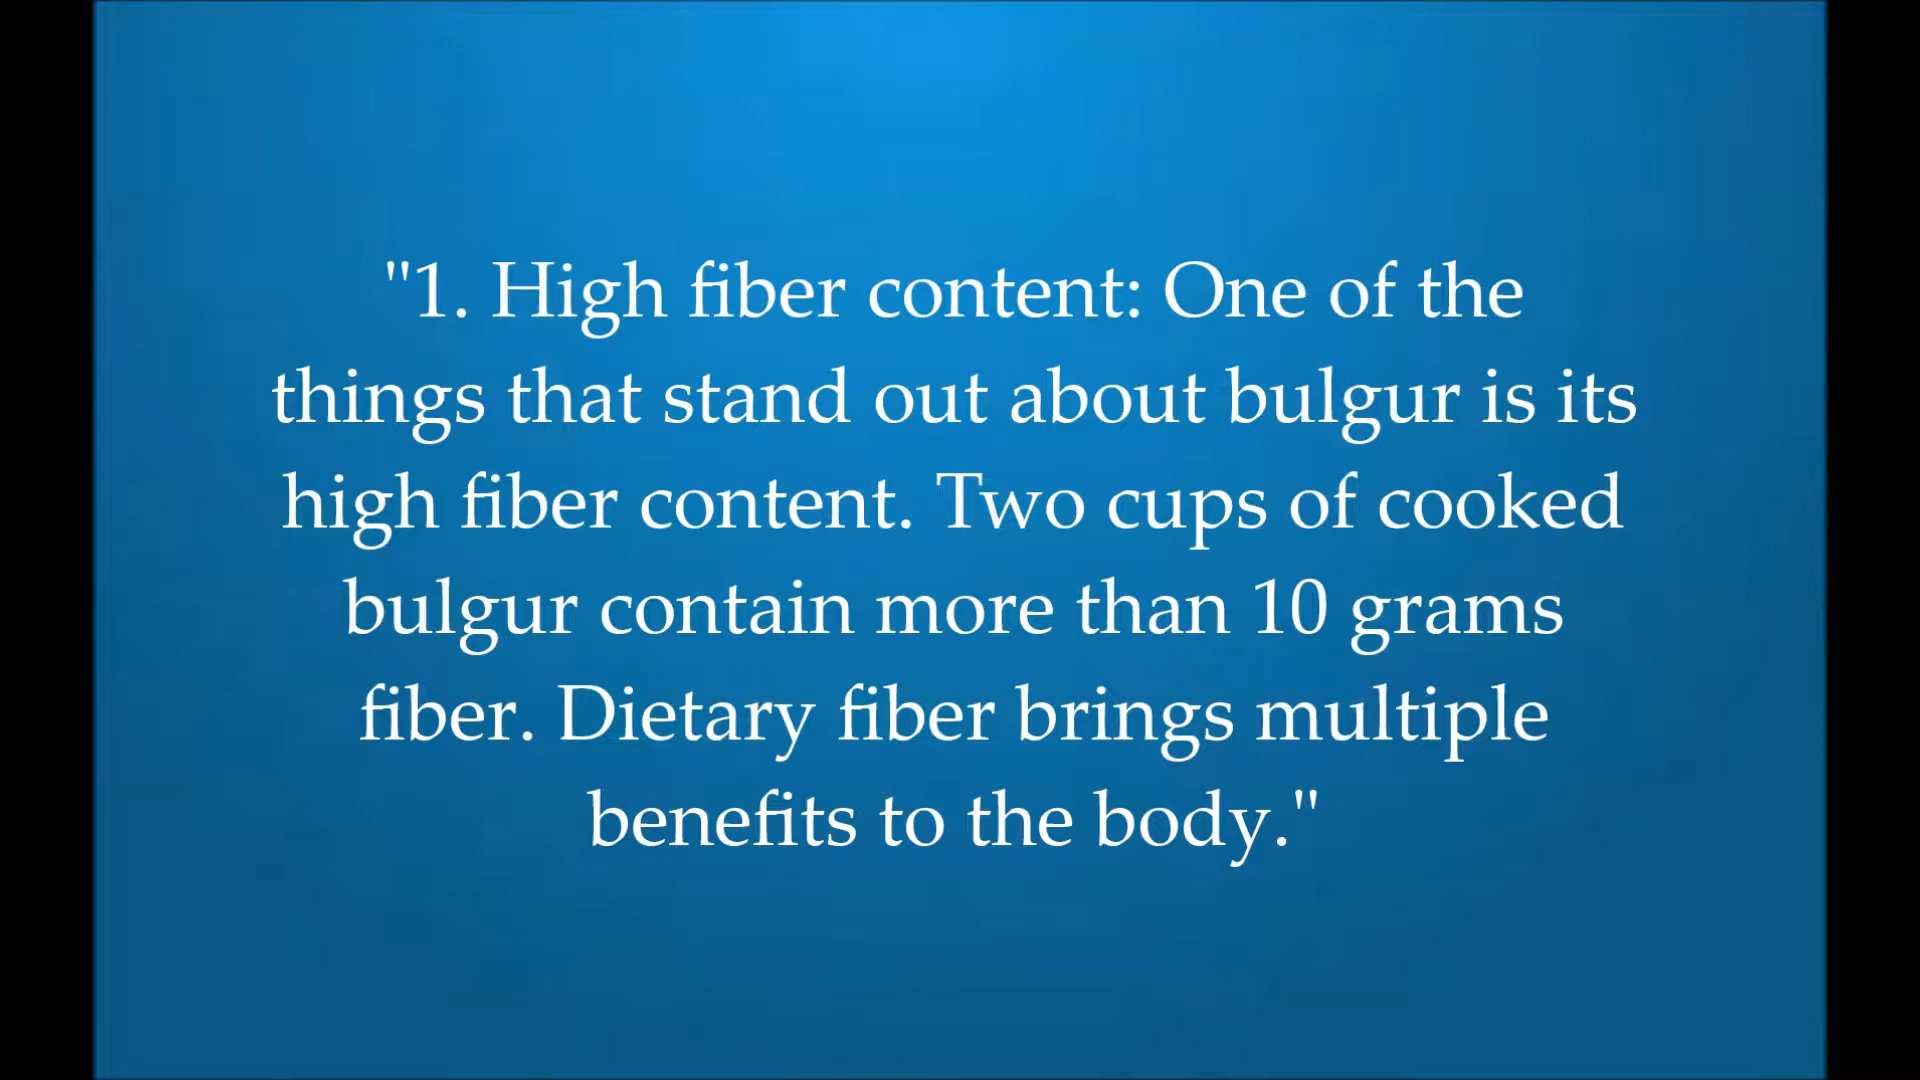 "1. High fiber content: One of the
things that stand out about bulgur is its
high fiber content. Two cups of cooked
bulgur contain more than 10 grams
fiber. Dietary fiber brings multiple
benefits to the body."